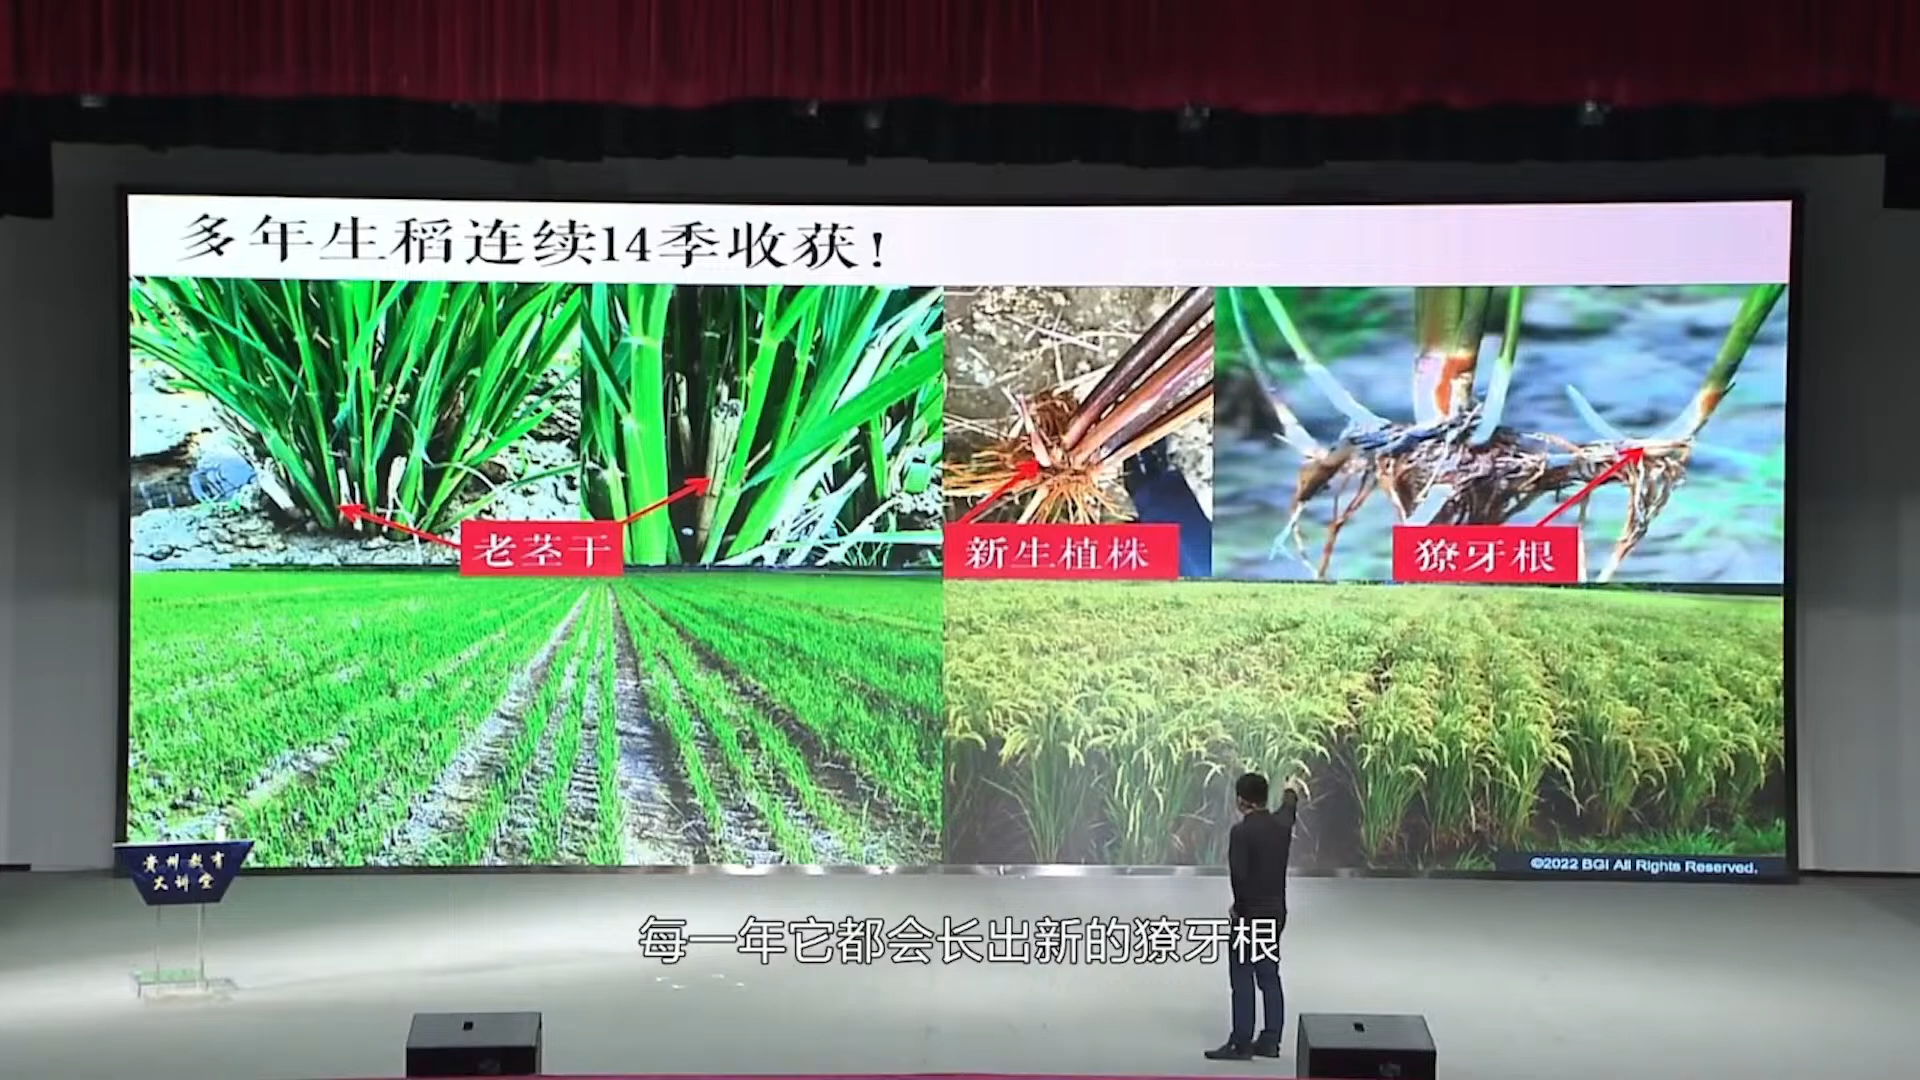 多年生稻连续14季收获！
老茎干
新生植株
獠牙根
©2022 BGI All Rights Reserved.
贵州教育
大讲堂
每一年它都会长出新的獠牙根